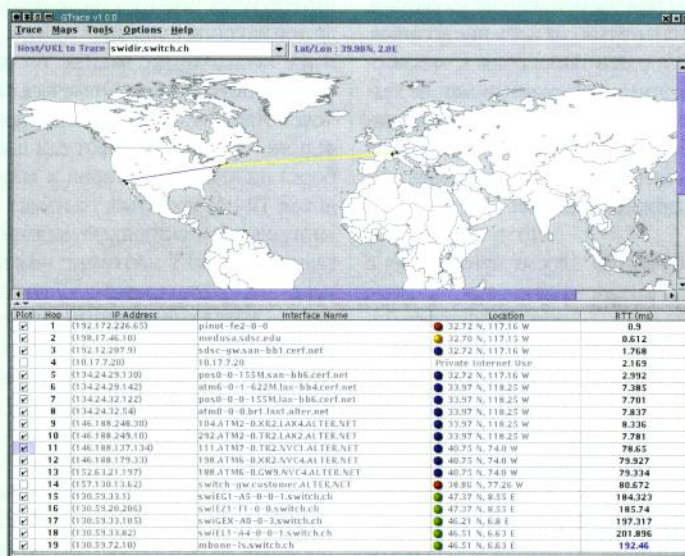 GTrace v1.0.0
Trace Maps Tools Options Help
Host/URL to Trace swidir.switch.ch Lat/Lon : 39.98N, 2.0E
Plot Hop IP Address Interface Name Location RTT (ms)
1 (192.172.226.65) pinot-fe2-0-0 32.72 N, 117.16 W 0.9
2 (198.17.46.10) medusa.sdsc.edu 32.70 N, 117.15 W 0.612
3 (192.12.207.9) sdsc-gw.san-bb1.cerf.net 32.72 N, 117.16 W 1.768
4 (10.17.7.20) 10.17.7.20 Private Internet Use 2.169
5 pos0-0-155M.san-bb6.cerf.net 32.72 N, 117.16 W 2.992
6 (134.24.29.142) atm6-0-1-622M.lax-bb4.cerf.net 33.97 N, 118.25 W 7.385
7 (134.24.32.122) pos0-0-0-155M.lax-bb6.cerf.net 33.97 N, 118.25 W 7.701
8 (134.24.32.54) atm0-0-0.br1.lax1.alter.net 33.97 N, 118.25 W 7.837
9 (146.188.248.30) 104.ATM2-0.XR2.LAX4.ALTER.NET 33.97 N, 118.25 W 8.336
10 (146.188.249.10) 292.ATM2-0.TR2.LAX2.ALTER.NET 33.97 N, 118.25 W 7.781
11 (146.188.137.134) 111.ATM7-0.TR2.NYC1.ALTER.NET 40.75 N, 74.0 W 78.65
12 (146.188.179.33) 198.ATM6-0.XR2.NYC4.ALTER.NET 40.75 N, 74.0 W 79.927
13 (152.63.21.197) 188.ATM6-0.GW9.NYC4.ALTER.NET 40.75 N, 74.0 W 79.334
14 (157.130.13.62) switch-gw.customer.ALTER.NET 38.86 N, 77.26 W 80.672
15 (130.59.33.1) swiEG1-A5-0-0-1.switch.ch 47.37 N, 8.55 E 184.323
16 (130.59.20.206) swiEZ1-F1-0-0.switch.ch 47.37 N, 8.55 E 185.74
17 (130.59.33.105) swiGEX-A0-0-3.switch.ch 46.21 N, 6.8 E 197.317
18 (130.59.33.82) swiEL1-A4-0-0-1.switch.ch 46.51 N, 6.63 E 201.896
19 (130.59.72.10) mbone-ls.switch.ch 46.51 N, 6.63 E 192.46